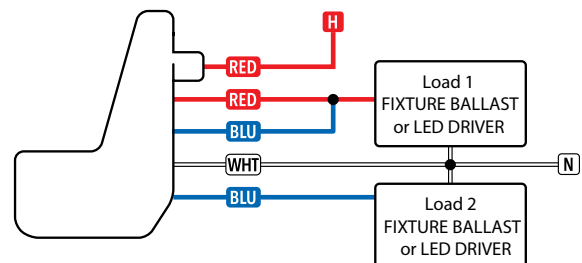 H
RED
RED
BLU
WHT
BLU
Load 1
FIXTURE BALLAST
or LED DRIVER
N
Load 2
FIXTURE BALLAST
or LED DRIVER